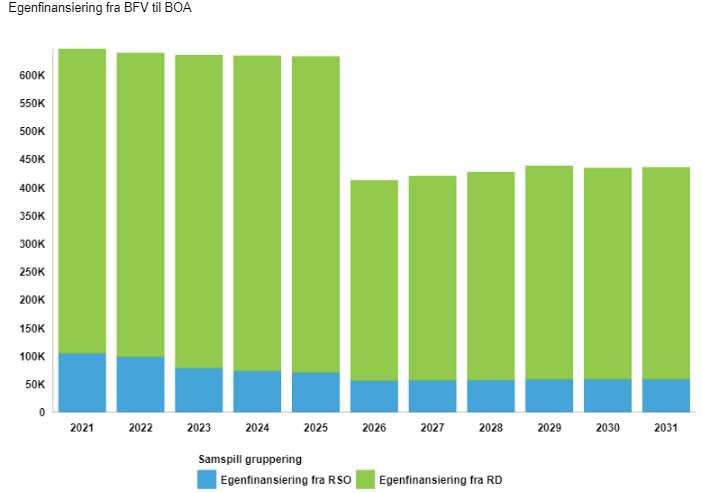 Egenfinansiering fra BFV til BOA
600K
550K
500K
450K
400K
350K
300K
250K
200K
150K
100K
50K
0
2021 2022 2023 2024 2025 2026 2027 2028 2029 2030 2031
Samspill gruppering
Egenfinansiering fra RSO Egenfinansiering fra RD